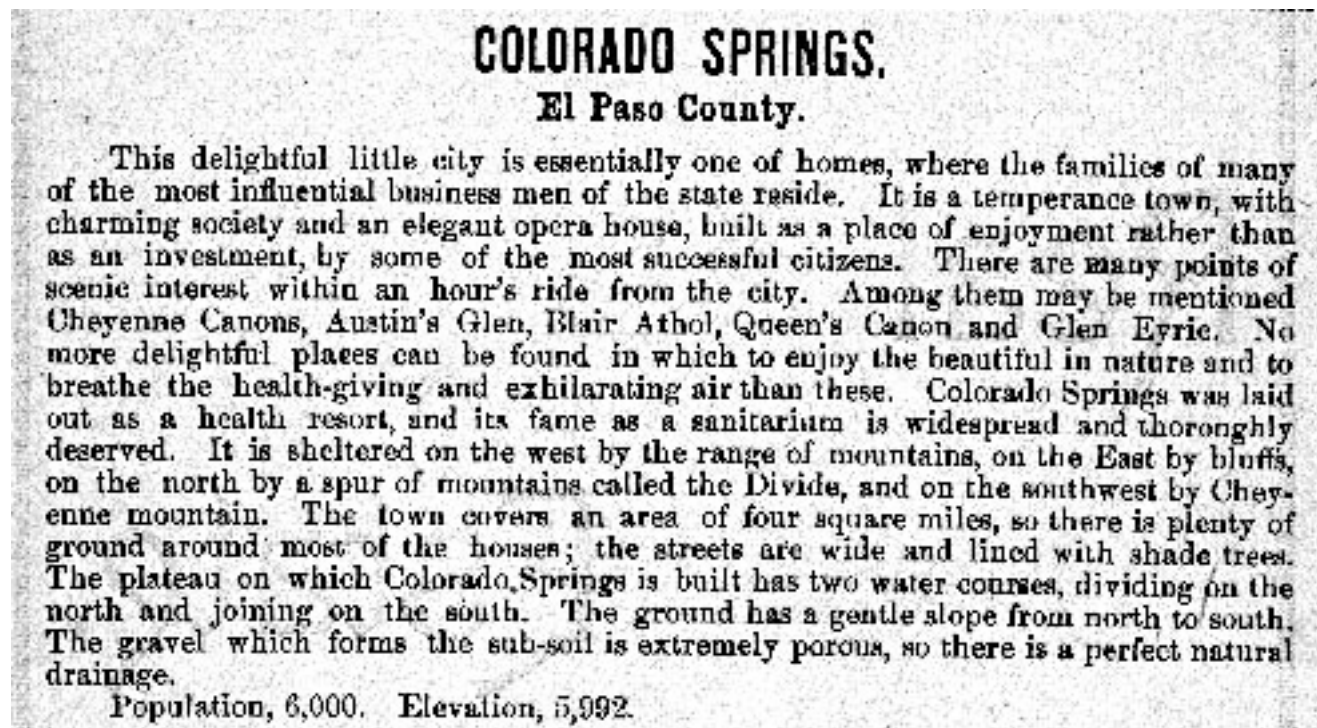 COLORADO SPRINGS.
El Paso County.
This delightful little city is essentially one of homes, where the families of many
of the most influential business men of the state reside. It is a temperance town, with
charming society and an elegant opera house, built as a place of enjoyment rather than
as an investment, by some of the most successful citizens. There are many points of
scenic interest within an hour's ride from the city. Among them may be mentioned
Cheyenne Canons, Austin's Glen, Blair Athol, Queen's Canon and Glen Eyrie. No
more delightful places can be found in which to enjoy the beautiful in nature and to
breathe the health-giving and exhilarating air than these. Colorado Springs was laid
out as a health resort, and its fame as a sanitarium is widespread and thoronghly
deserved. It is sheltered on the west by the range of mountains, on the East by bluffs,
on the north by a spur of mountains called the Divide, and on the southwest by Chey-
enne mountain. The town covers an area of four square miles, so there is plenty of
ground around most of the houses; the streets are wide and lined with shade trees.
The plateau on which Colorado Springs is built has two water courses, dividing on the
north and joining on the south. The ground has a gentle slope from north to south.
The gravel which forms the sub-soil is extremely porous, so there is a perfect natural
drainage.
Population, 6,000. Elevation, 5,992.